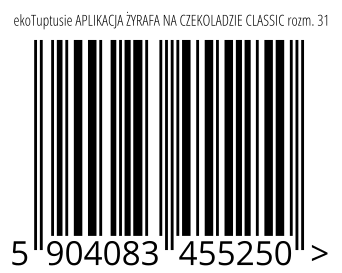 ekoTuptusie APLIKACJA ŻYRAFA NA CZEKOLADZIE CLASSIC rozm. 31
5 904083 455250 >